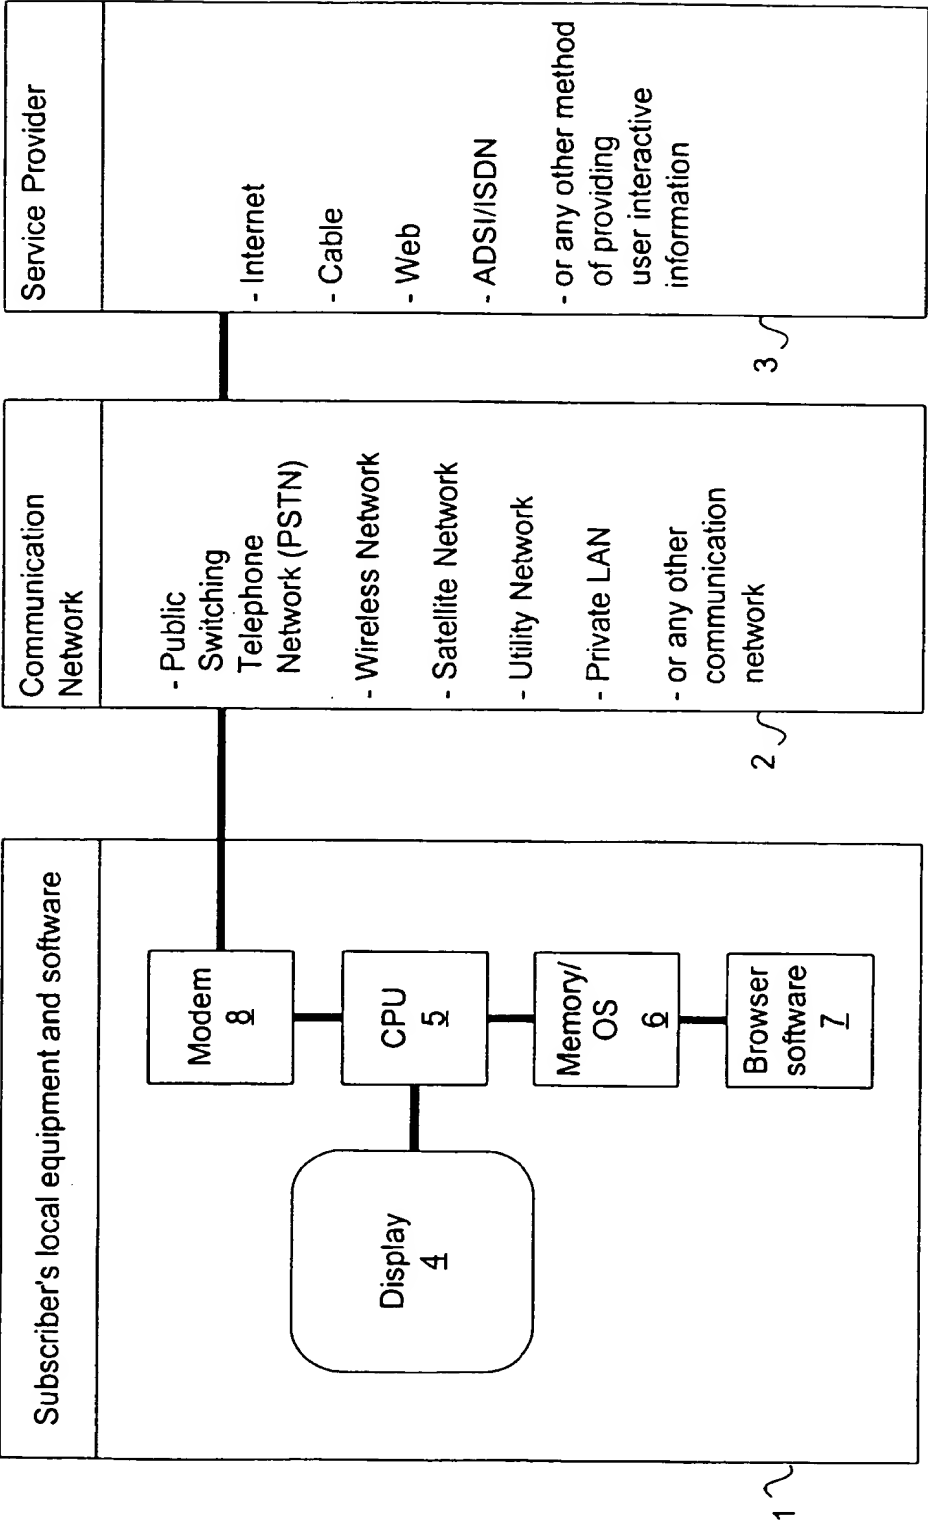 Subscriber's local equipment and software
Modem
8
CPU
5
Memory/
OS
6
Browser
software
7
Display
4
1
Communication
Network
- Public
Switching
Telephone
Network (PSTN)
- Wireless Network
- Satellite Network
- Utility Network
- Private LAN
- or any other
communication
network
2
Service Provider
- Internet
- Cable
- Web
- ADSI/ISDN
- or any other method
of providing
user interactive
information
3